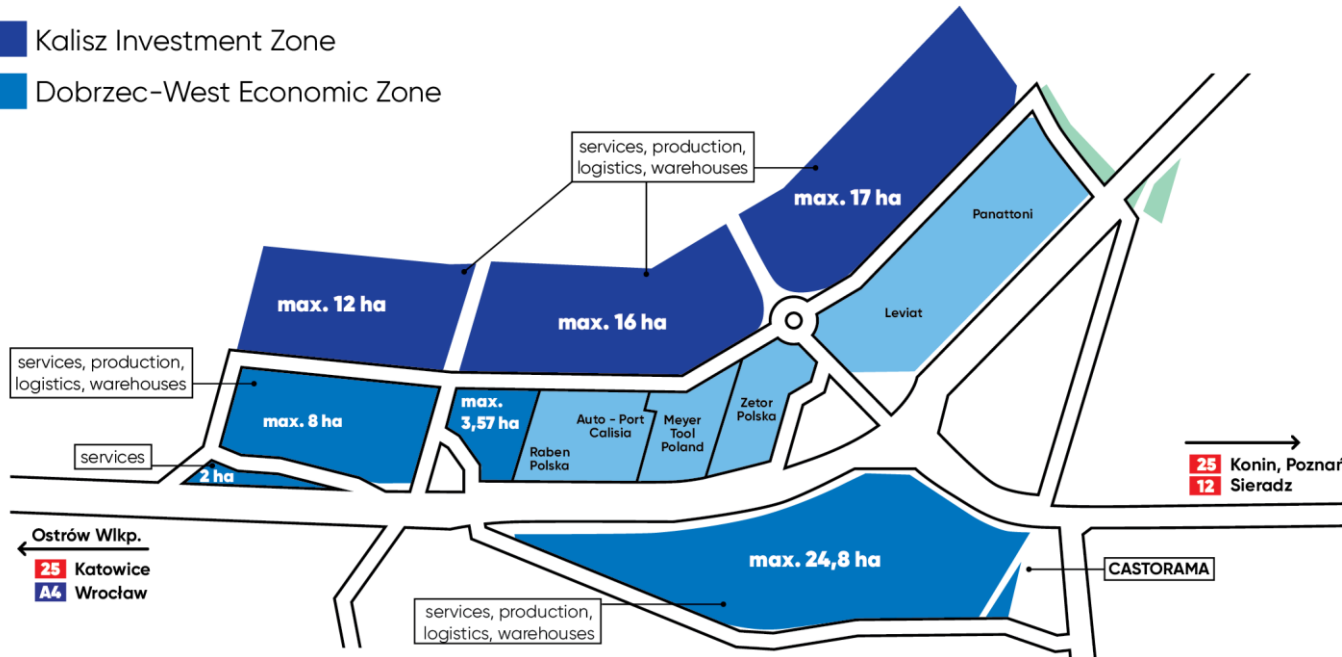 Kalisz Investment Zone
Dobrzec-West Economic Zone
services, production,
logistics, warehouses
max. 17 ha
Panattoni
max. 12 ha
max. 16 ha
Leviat
services, production,
logistics, warehouses
max. 8 ha
max.
3,57 ha
Raben
Polska
Auto - Port
Calisia
Meyer
Tool
Poland
Zetor
Polska
services
2 ha
25 Konin, Poznań
12 Sieradz
Ostrów Wlkp.
25 Katowice
A4 Wrocław
max. 24,8 ha
CASTORAMA
services, production,
logistics, warehouses